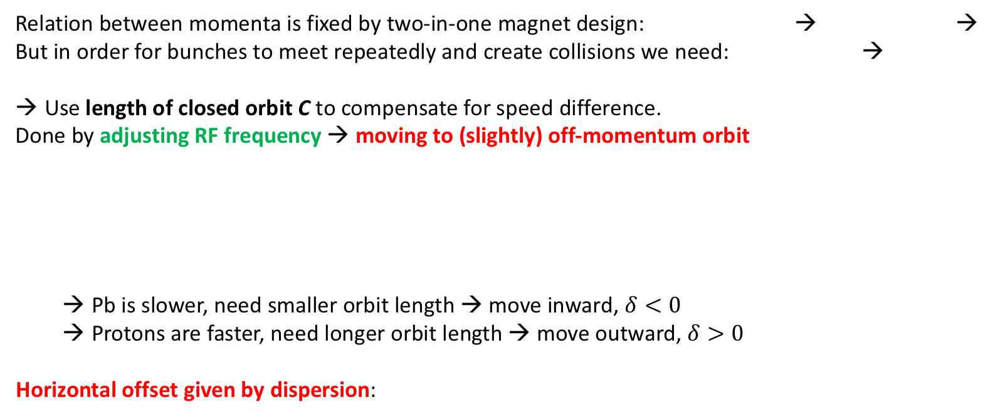 Relation between momenta is fixed by two-in-one magnet design: → →
But in order for bunches to meet repeatedly and create collisions we need: →
→ Use length of closed orbit C to compensate for speed difference.
Done by adjusting RF frequency → moving to (slightly) off-momentum orbit
→ Pb is slower, need smaller orbit length → move inward, δ < 0
→ Protons are faster, need longer orbit length → move outward, δ > 0
Horizontal offset given by dispersion: